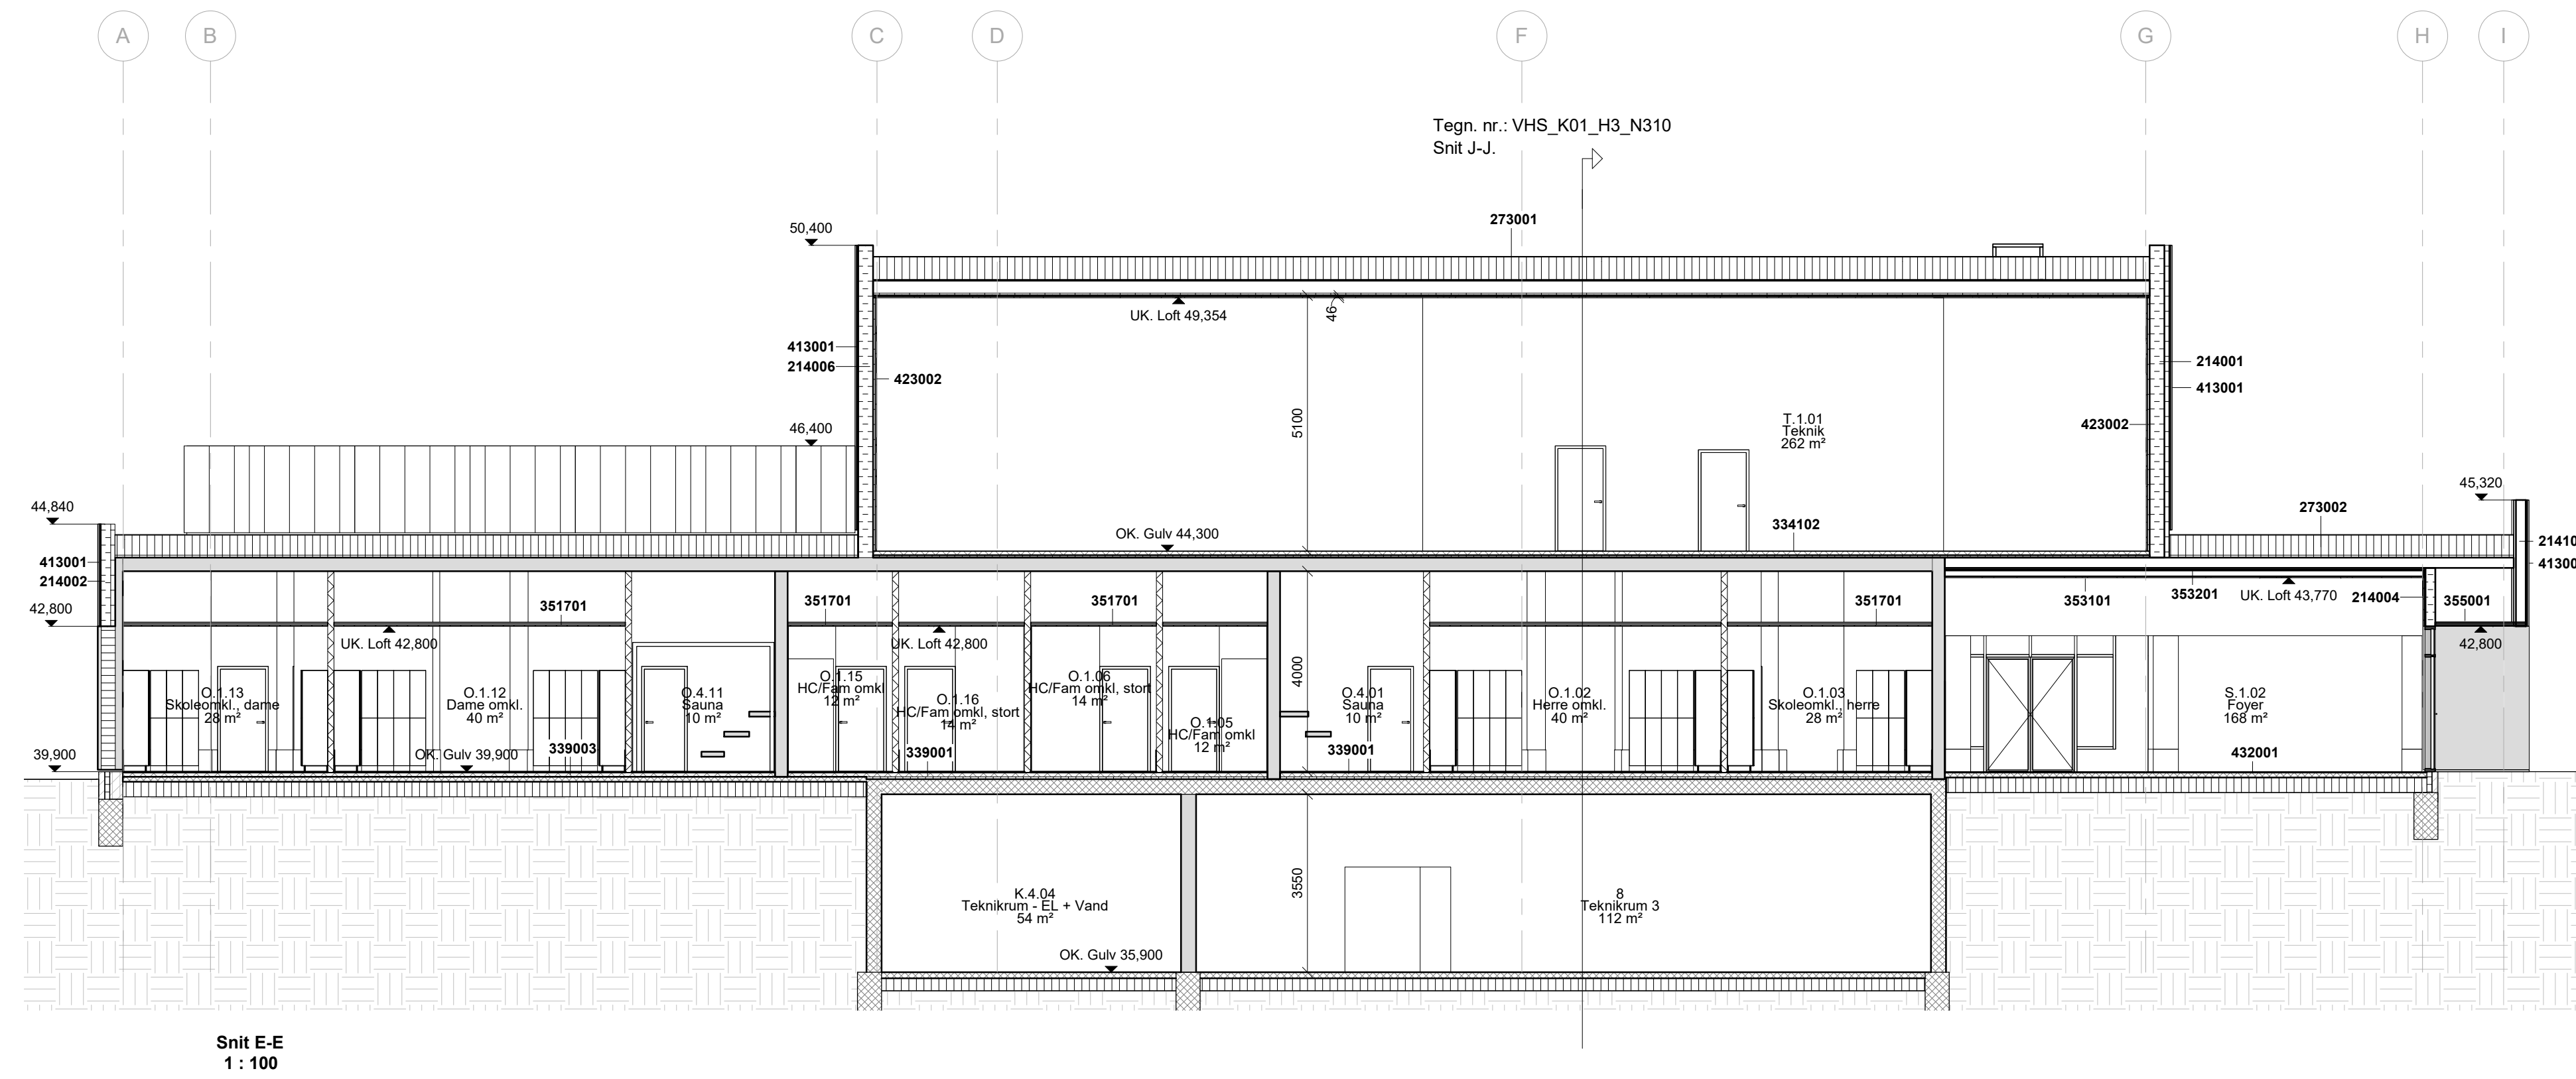 A
B
C
D
F
G
H
I
Tegn. nr.: VHS_K01_H3_N310
Snit J-J.
273001
50,400
UK. Loft 49,354
46
413001
214006
423002
214001
413001
5100
T.1.01
Teknik
262 m²
423002
46,400
44,840
45,320
273002
OK. Gulv 44,300
334102
413001
214002
42,800
351701
351701
351701
351701
353101
353201
UK. Loft 43,770
214004
355001
UK. Loft 42,800
UK. Loft 42,800
42,800
4000
O.1.13
Skoleomkl., dame
28 m²
O.1.12
Dame omkl.
40 m²
O.4.11
Sauna
10 m²
O.1.15
HC/Fam omkl
12 m²
O.1.16
HC/Fam omkl, stort
14 m²
O.1.06
HC/Fam omkl, stort
14 m²
O.1.05
HC/Fam omkl
12 m²
O.4.01
Sauna
10 m²
O.1.02
Herre omkl.
40 m²
O.1.03
Skoleomkl., herre
28 m²
S.1.02
Foyer
168 m²
39,900
OK. Gulv 39,900
339003
339001
339001
432001
3550
K.4.04
Teknikrum - EL + Vand
54 m²
8
Teknikrum 3
112 m²
OK. Gulv 35,900
Snit E-E
1 : 100